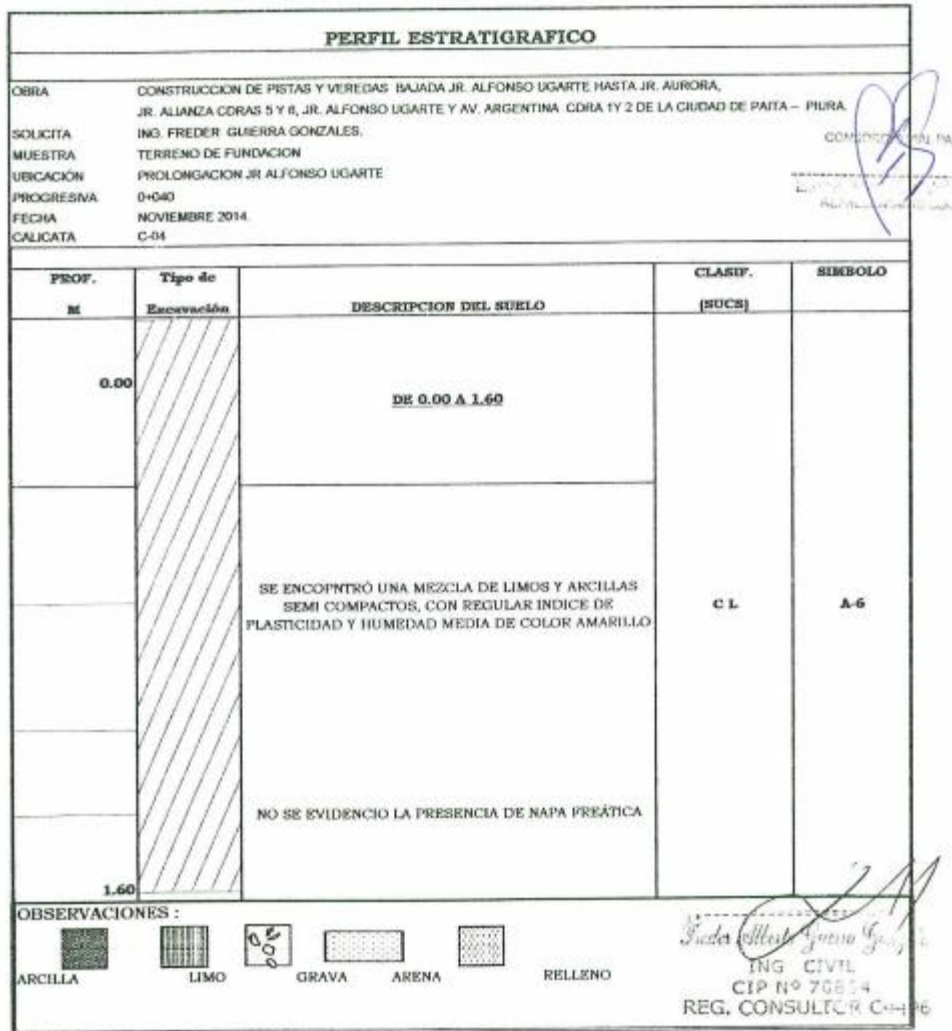 PERFIL ESTRATIGRAFICO
OBRA CONSTRUCCION DE PISTAS Y VEREDAS BAJADA JR. ALFONSO UGARTE HASTA JR. AURORA,
JR. ALIANZA CDRAS 5 Y 6, JR. ALFONSO UGARTE Y AV. ARGENTINA CDRA 1Y 2 DE LA CIUDAD DE PAITA – PIURA.
SOLICITA ING. FREDER GUERRA GONZALES.
MUESTRA TERRENO DE FUNDACION
UBICACIÓN PROLONGACION JR ALFONSO UGARTE
PROGRESIVA 0+040
FECHA NOVIEMBRE 2014.
CALICATA C-04
PROF. M
Tipo de Excavación
DESCRIPCION DEL SUELO
CLASIF. (SUCS)
SIMBOLO
0.00
DE 0.00 A 1.60
SE ENCOPNTRÓ UNA MEZCLA DE LIMOS Y ARCILLAS
SEMI COMPACTOS, CON REGULAR INDICE DE
PLASTICIDAD Y HUMEDAD MEDIA DE COLOR AMARILLO
C L
A-6
NO SE EVIDENCIO LA PRESENCIA DE NAPA FREÁTICA
1.60
OBSERVACIONES :
ARCILLA LIMO GRAVA ARENA RELLENO
ING CIVIL
CIP Nº
REG. CONSULTOR